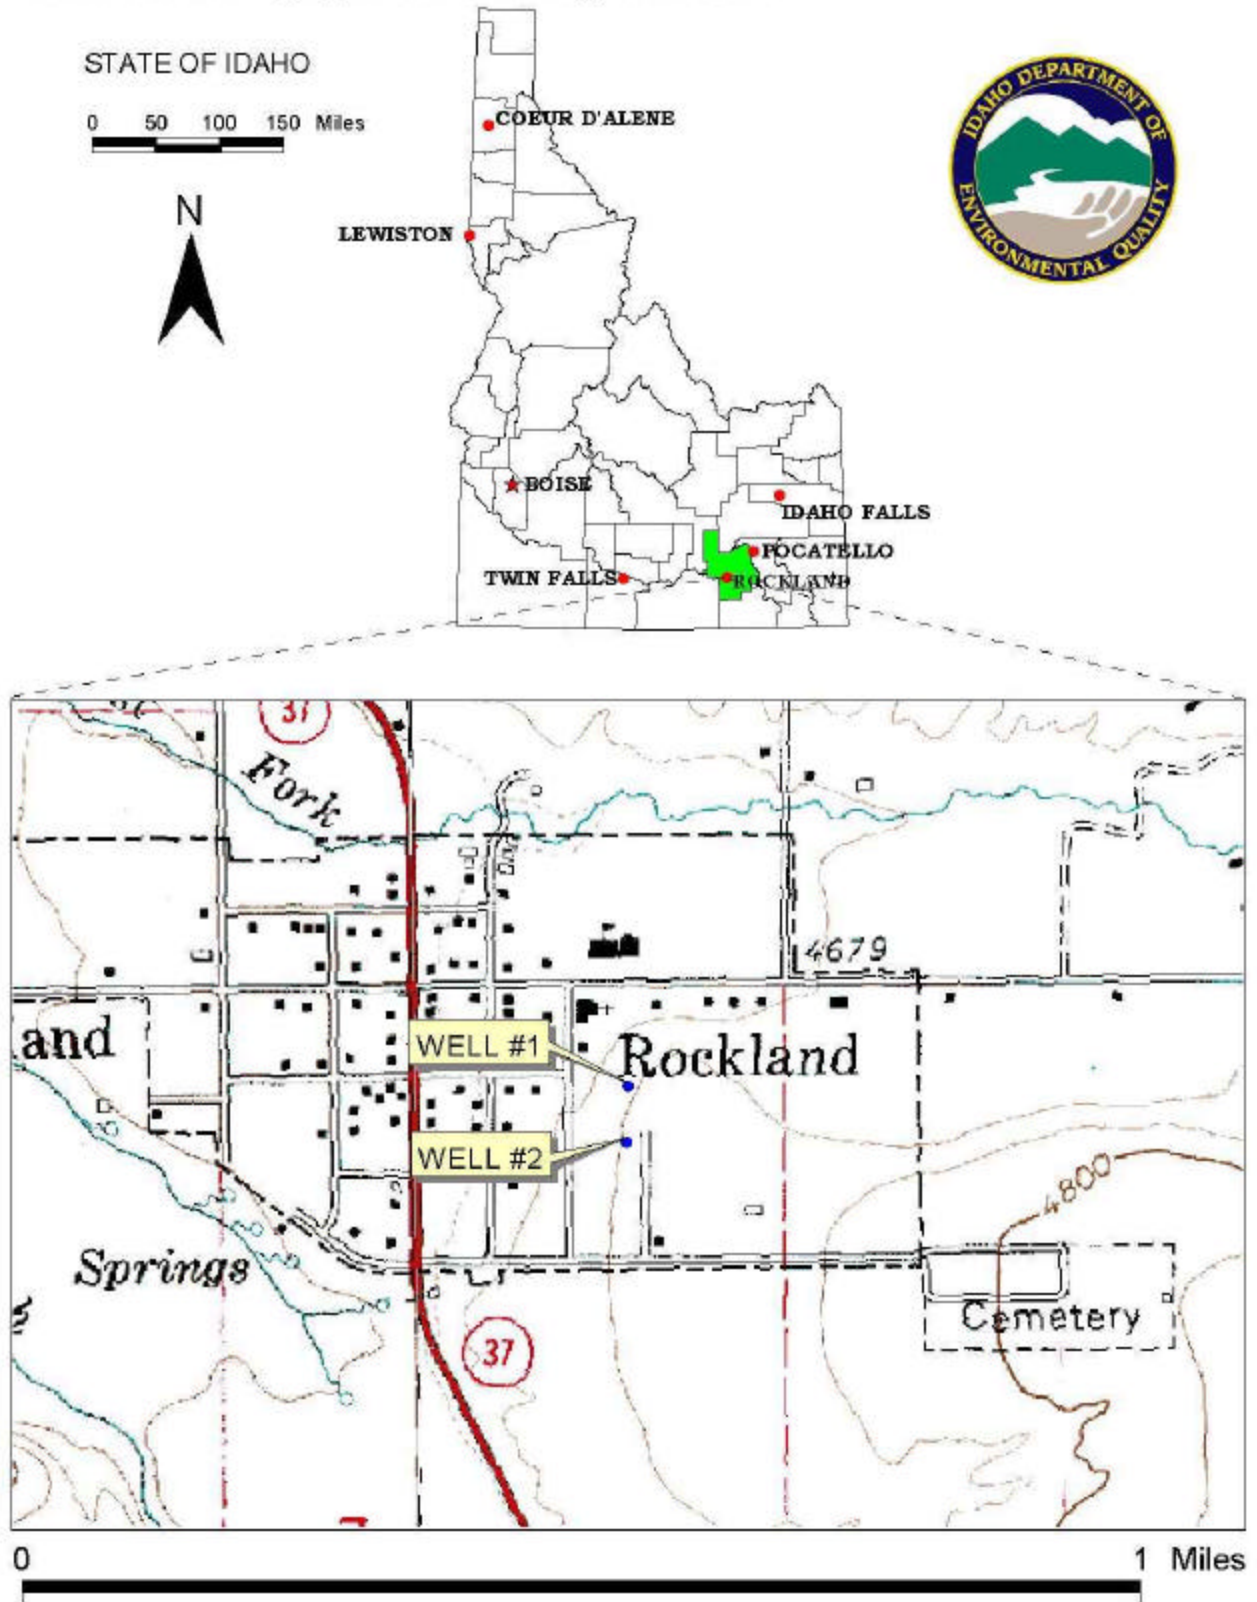 STATE OF IDAHO
0 50 100 150 Miles
N
COEUR D'ALENE
LEWISTON
BOISE
IDAHO FALLS
POCATELLO
TWIN FALLS
ROCKLAND
IDAHO DEPARTMENT OF
ENVIRONMENTAL QUALITY
37
Fork
4679
and
WELL #1
Rockland
WELL #2
4800
Springs
37
Cemetery
0 1 Miles